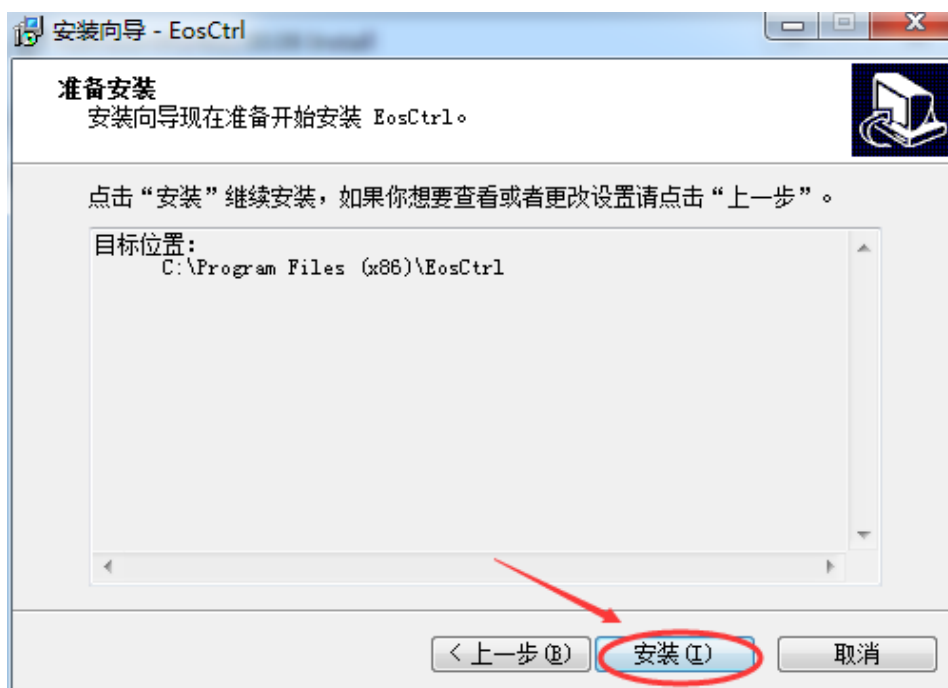 安装向导 - EosCtrl
准备安装
安装向导现在准备开始安装 EosCtrl。
点击“安装”继续安装，如果你想要查看或者更改设置请点击“上一步”。
目标位置：
C:\Program Files (x86)\EosCtrl
< 上一步(B)
安装(I)
取消